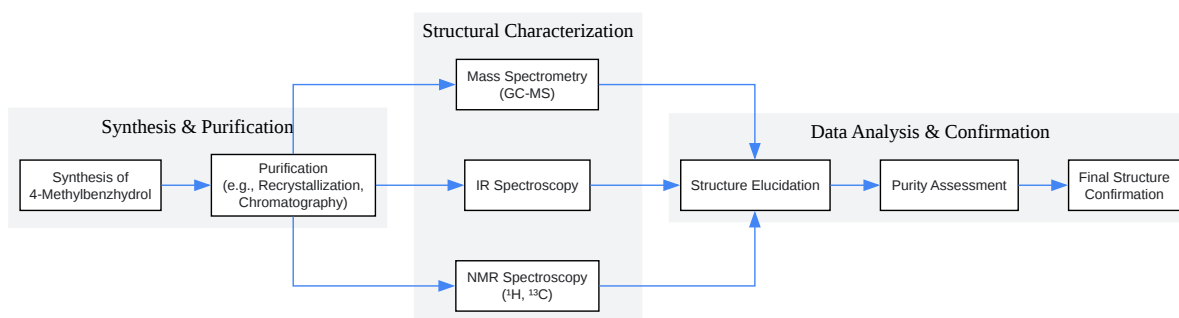 Structural Characterization
Mass Spectrometry
(GC-MS)
Synthesis & Purification
Data Analysis & Confirmation
Synthesis of
4-Methylbenzhydrol
Purification
(e.g., Recrystallization,
Chromatography)
IR Spectroscopy
Structure Elucidation
Purity Assessment
Final Structure
Confirmation
NMR Spectroscopy
(¹H, ¹³C)